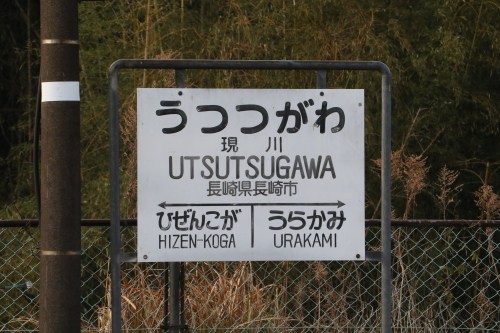 うつつがわ
現川
UTSUTSUGAWA
長崎県長崎市
ひぜんこが うらかみ
HIZEN-KOGA URAKAMI